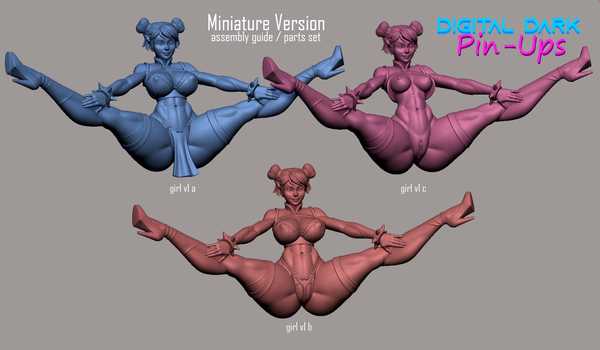 Miniature Version
assembly guide / parts set
DIGITAL DARK
Pin-Ups
girl v1 a
girl v1 c
girl v1 b